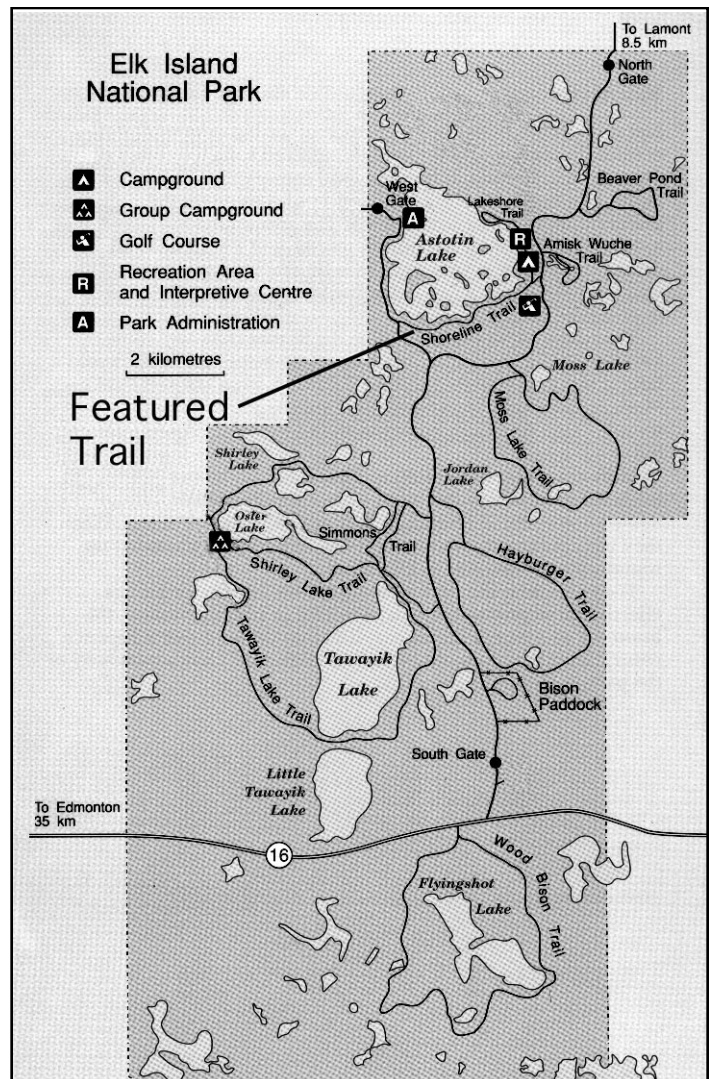 Elk Island
National Park
Campground
Group Campground
Golf Course
R
Recreation Area
and Interpretive Centre
A
Park Administration
2 kilometres
Featured
Trail
To Lamont
8.5 km
North
Gate
Beaver Pond
Trail
West
Gate
A
Lakeshore
Trail
R
Astotin
Lake
Amisk Wuche
Trail
Shoreline Trail
Moss Lake
Moss Lake Trail
Shirley
Lake
Jordan
Lake
Oster
Lake
Simmons
Trail
Shirley Lake Trail
Hayburger Trail
Tawayik Lake Trail
Tawayik
Lake
Bison
Paddock
South Gate
Little
Tawayik
Lake
To Edmonton
35 km
16
Wood Bison Trail
Flyingshot
Lake